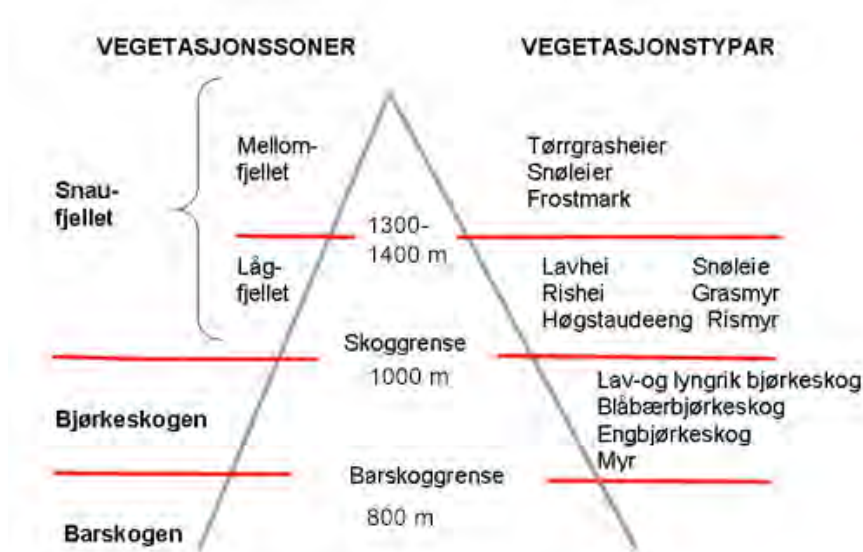 VEGETASJONSSONER
VEGETASJONSTYPAR
Snau-
fjellet
Mellom-
fjellet
Tørrgrasheier
Snøleier
Frostmark
1300-
1400 m
Låg-
fjellet
Lavhei Snøleie
Rishei Grasmyr
Høgstaudeeng Rismyr
Skoggrense
1000 m
Bjørkeskogen
Lav-og lyngrik bjørkeskog
Blåbærbjørkeskog
Engbjørkeskog
Myr
Barskoggrense
800 m
Barskogen